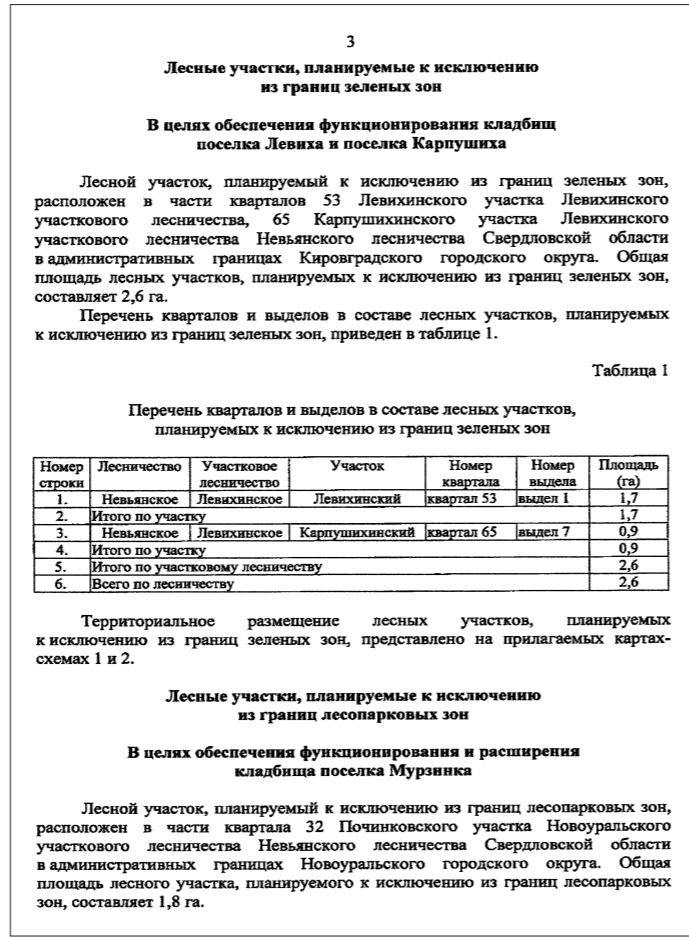 3
Лесные участки, планируемые к исключению
из границ зеленых зон
В целях обеспечения функционирования кладбищ
поселка Левиха и поселка Карпушиха
Лесной участок, планируемый к исключению из границ зеленых зон,
расположен в части кварталов 53 Левихинского участка Левихинского
участкового лесничества, 65 Карпушихинского участка Левихинского
участкового лесничества Невьянского лесничества Свердловской области
в административных границах Кировградского городского округа. Общая
площадь лесных участков, планируемых к исключению из границ зеленых зон,
составляет 2,6 га.
Перечень кварталов и выделов в составе лесных участков, планируемых
к исключению из границ зеленых зон, приведен в таблице 1.
Таблица 1
Перечень кварталов и выделов в составе лесных участков,
планируемых к исключению из границ зеленых зон
Номер строки Лесничество Участковое лесничество Участок Номер квартала Номер выдела Площадь (га)
1. Невьянское Левихинское Левихинский квартал 53 выдел 1 1,7
2. Итого по участку 1,7
3. Невьянское Левихинское Карпушихинский квартал 65 выдел 7 0,9
4. Итого по участку 0,9
5. Итого по участковому лесничеству 2,6
6. Всего по лесничеству 2,6
Территориальное размещение лесных участков, планируемых
к исключению из границ зеленых зон, представлено на прилагаемых картах-
схемах 1 и 2.
Лесные участки, планируемые к исключению
из границ лесопарковых зон
В целях обеспечения функционирования и расширения
кладбища поселка Мурзинка
Лесной участок, планируемый к исключению из границ лесопарковых зон,
расположен в части квартала 32 Починковского участка Новоуральского
участкового лесничества Невьянского лесничества Свердловской области
в административных границах Новоуральского городского округа. Общая
площадь лесного участка, планируемого к исключению из границ лесопарковых
зон, составляет 1,8 га.